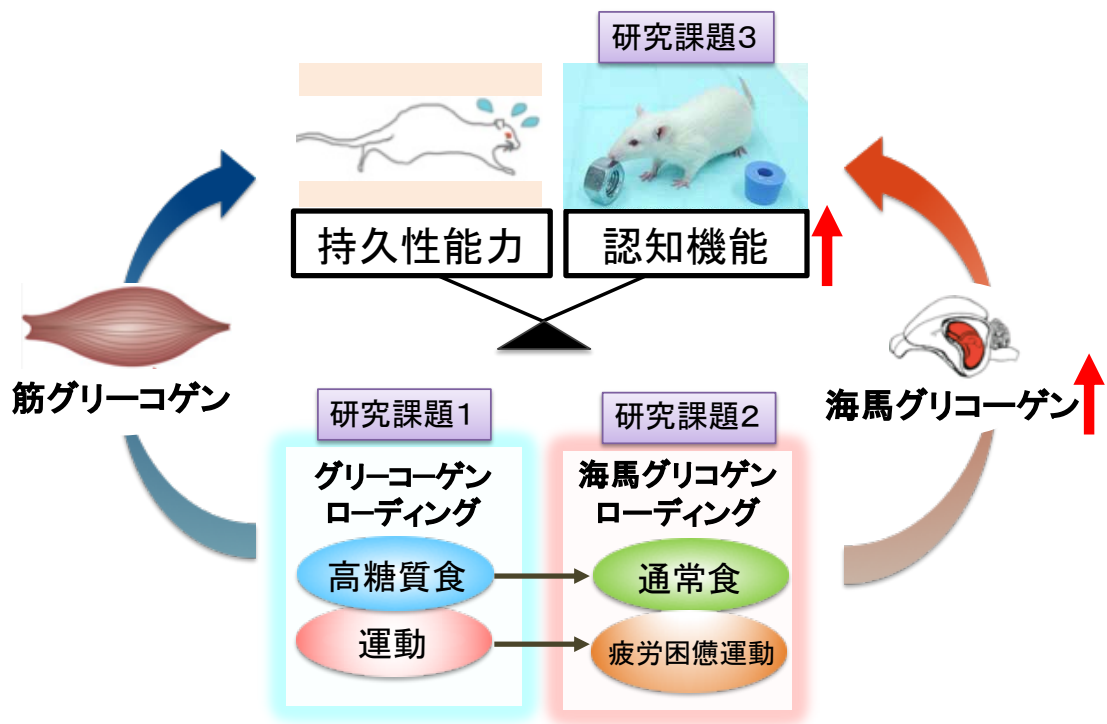 研究課題3
持久性能力
認知機能
筋グリーコゲン
海馬グリコーゲン
研究課題1
グリーコーゲン
ローディング
高糖質食
運動
研究課題2
海馬グリコゲン
ローディング
通常食
疲労困憊運動